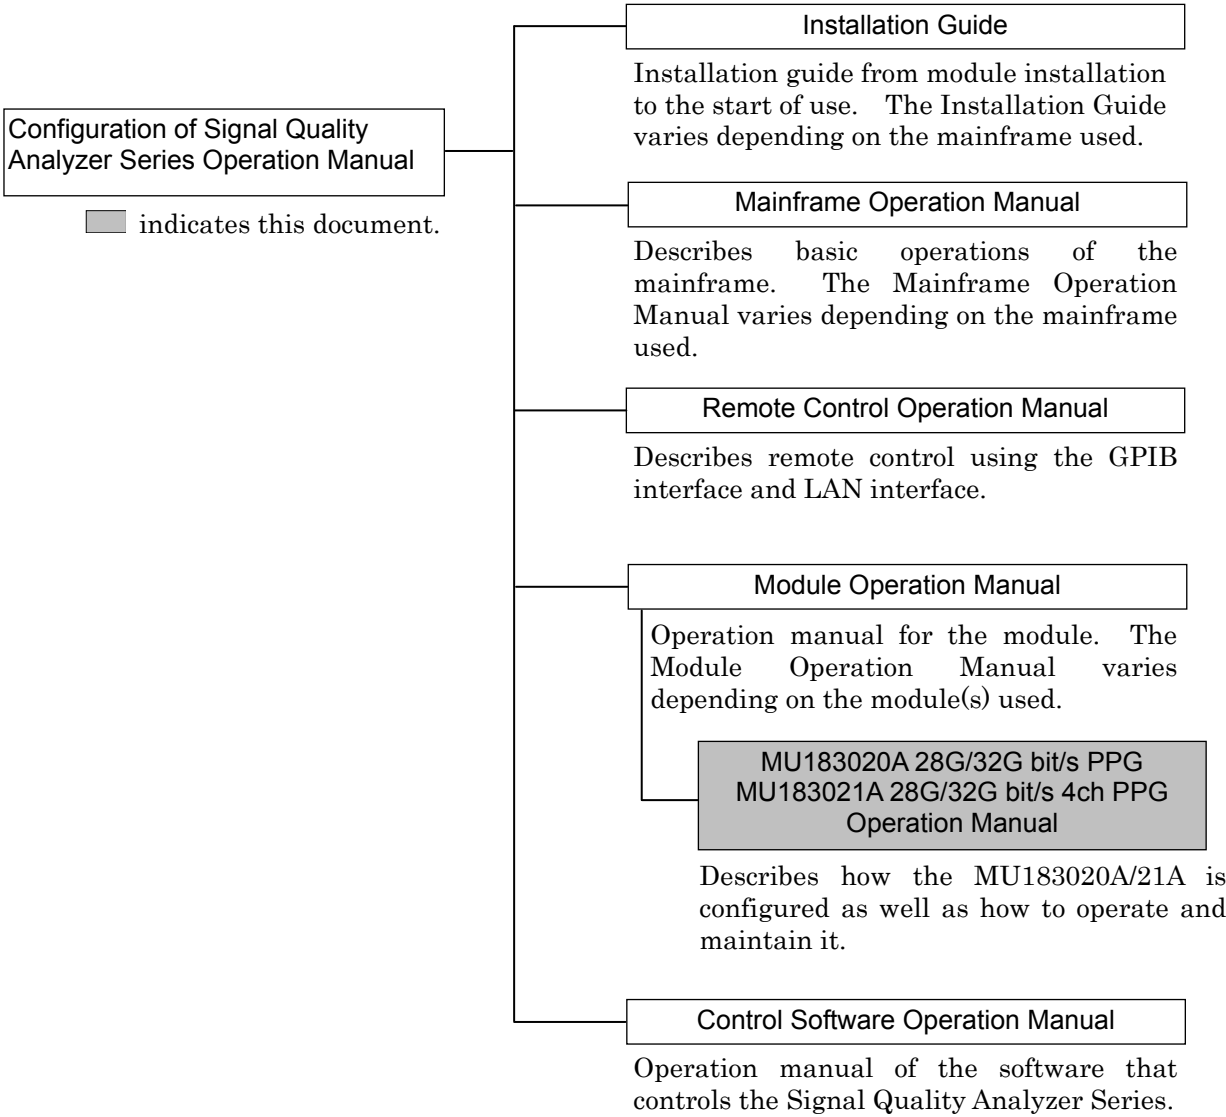 Configuration of Signal Quality
Analyzer Series Operation Manual
indicates this document.
Installation Guide
Installation guide from module installation
to the start of use. The Installation Guide
varies depending on the mainframe used.
Mainframe Operation Manual
Describes basic operations of the
mainframe. The Mainframe Operation
Manual varies depending on the mainframe
used.
Remote Control Operation Manual
Describes remote control using the GPIB
interface and LAN interface.
Module Operation Manual
Operation manual for the module. The
Module Operation Manual varies
depending on the module(s) used.
MU183020A 28G/32G bit/s PPG
MU183021A 28G/32G bit/s 4ch PPG
Operation Manual
Describes how the MU183020A/21A is
configured as well as how to operate and
maintain it.
Control Software Operation Manual
Operation manual of the software that
controls the Signal Quality Analyzer Series.